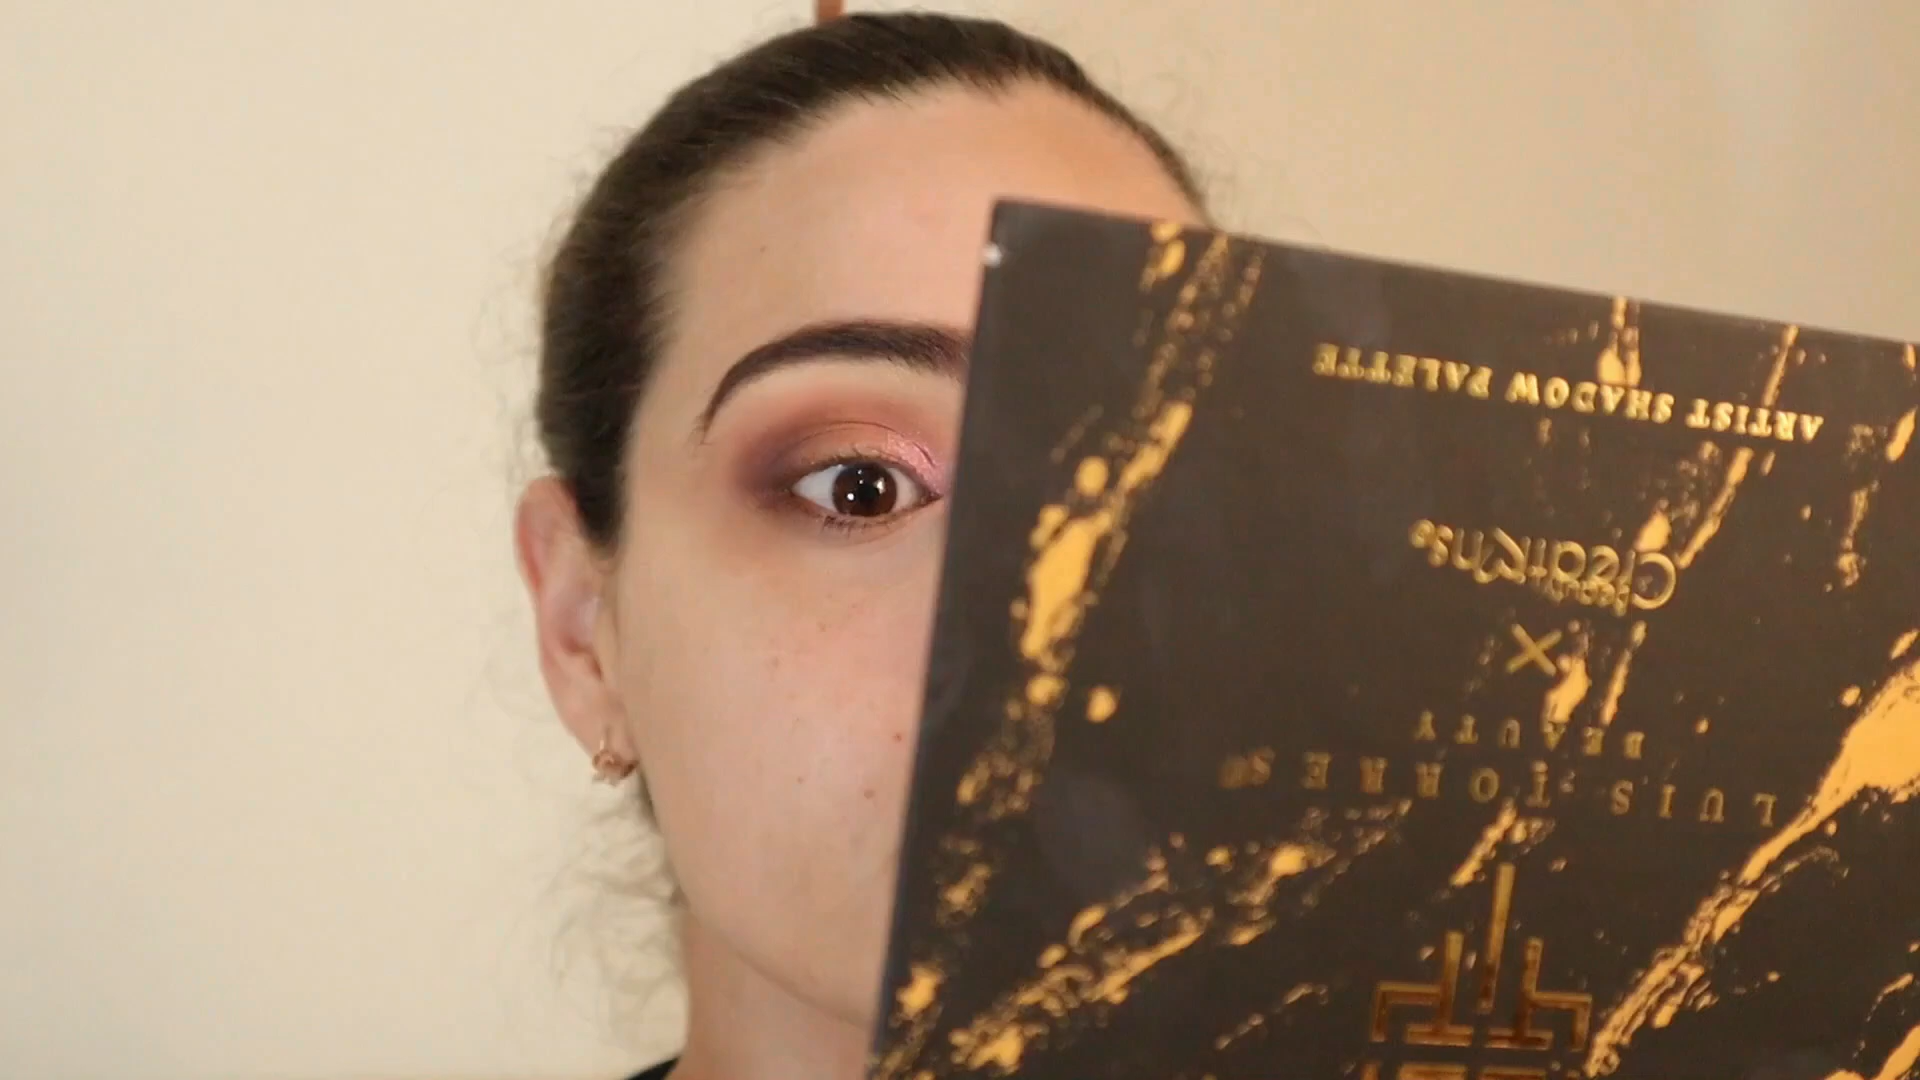 LUIS TORRES®
BEAUTY
X
Beauty
Creations®
ARTIST SHADOW PALETTE